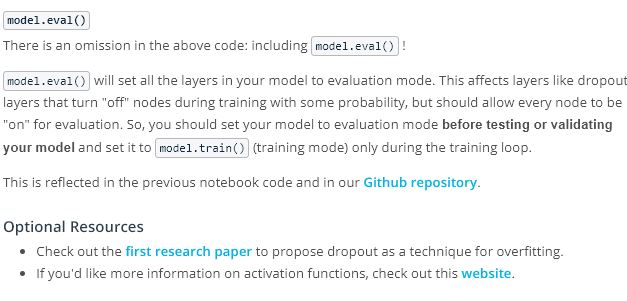 model.eval()
There is an omission in the above code: including model.eval() !
model.eval() will set all the layers in your model to evaluation mode. This affects layers like dropout
layers that turn "off" nodes during training with some probability, but should allow every node to be
"on" for evaluation. So, you should set your model to evaluation mode before testing or validating
your model and set it to model.train() (training mode) only during the training loop.
This is reflected in the previous notebook code and in our Github repository.
Optional Resources
• Check out the first research paper to propose dropout as a technique for overfitting.
• If you'd like more information on activation functions, check out this website.